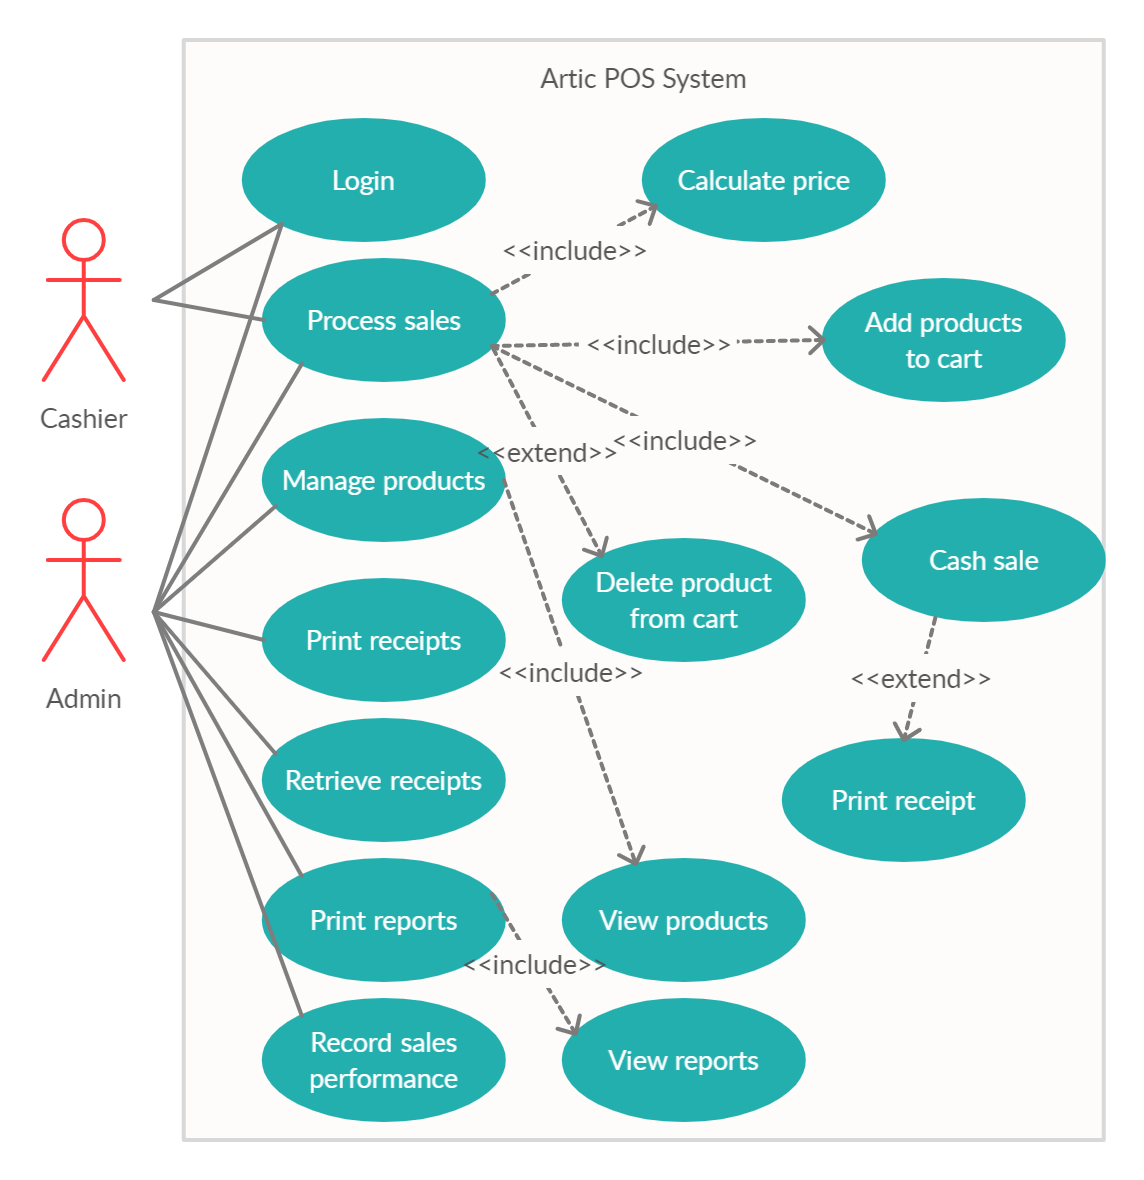 Artic POS System
Login
Calculate price
<<include>>
Process sales
Add products
to cart
<<include>>
Cashier
<<include>>
<<extend>>
Manage products
Cash sale
Delete product
from cart
Print receipts
<<include>>
<<extend>>
Admin
Retrieve receipts
Print receipt
Print reports
View products
<<include>>
Record sales
performance
View reports